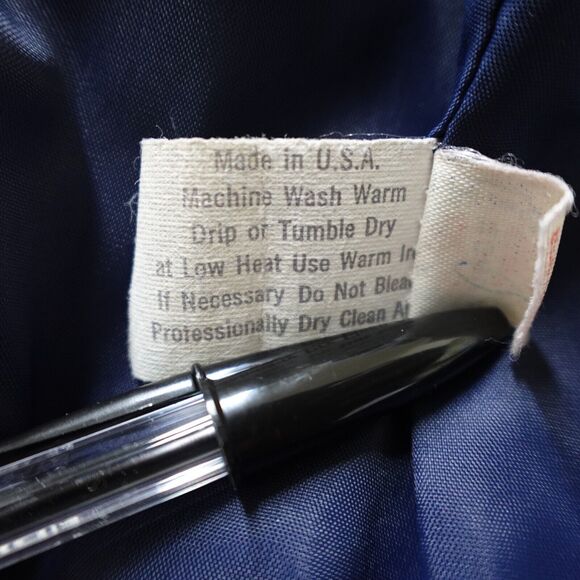 Made in U.S.A.
Machine Wash Warm
Drip or Tumble Dry
at Low Heat Use Warm
If Necessary Do Not
Professionally Dry Clean